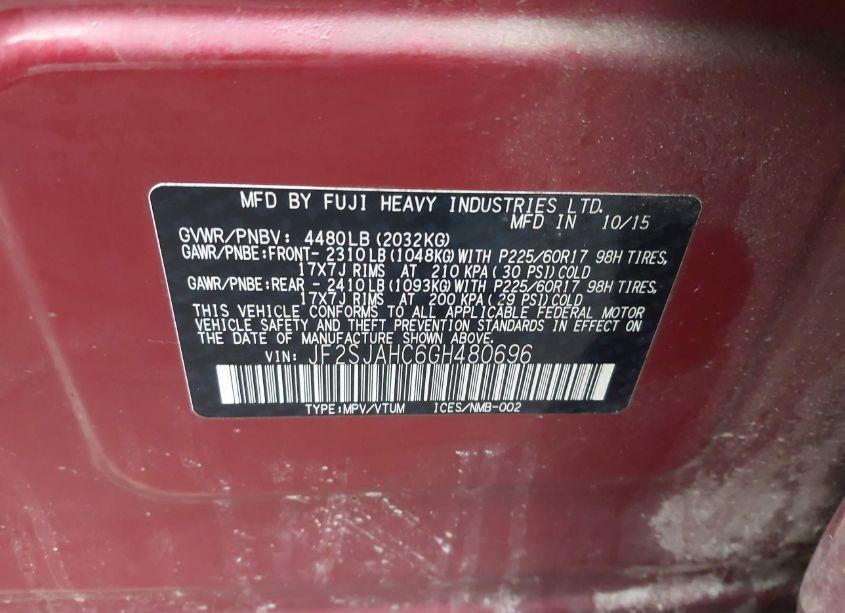 MFD BY FUJI HEAVY INDUSTRIES LTD.
MFD IN 10/15
GVWR/PNBV: 4480LB(2032KG)
GAWR/PNBE:FRONT-2310LB(1048KG)WITH P225/60R17 98H TIRES,
17X7J RIMS AT 210 KPA(30 PSI)COLD
GAWR/PNBE:REAR -2410LB(1093KG)WITH P225/60R17 98H TIRES,
17X7J RIMS AT 200 KPA(29 PSI)COLD
THIS VEHICLE CONFORMS TO ALL APPLICABLE FEDERAL MOTOR
VEHICLE SAFETY AND THEFT PREVENTION STANDARDS IN EFFECT ON
THE DATE OF MANUFACTURE SHOWN ABOVE.
VIN: JF2SJAHC6GH480696
TYPE:MPV/VTUM 1CES/NMB-002